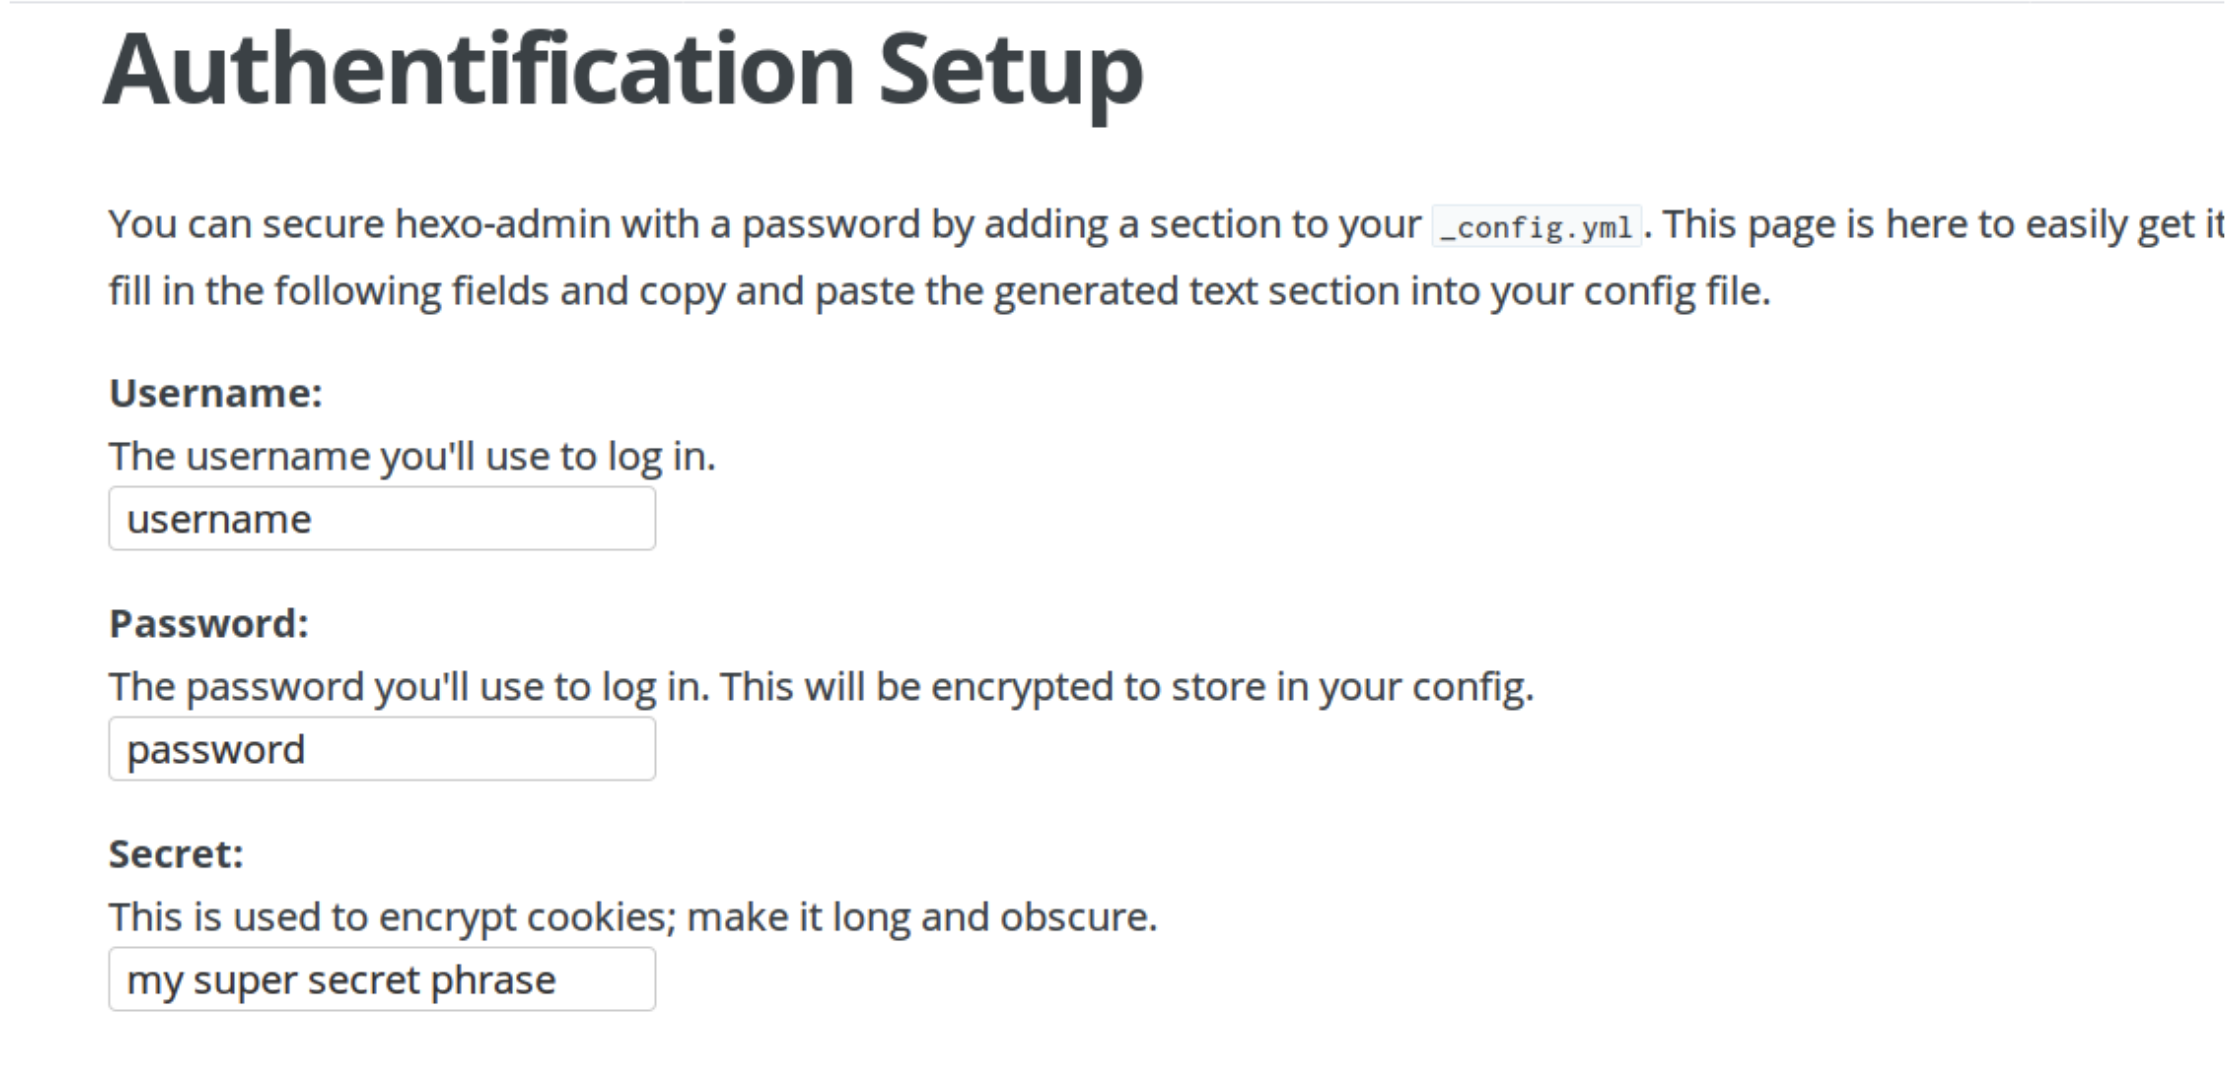 Authentification Setup
You can secure hexo-admin with a password by adding a section to your _config.yml. This page is here to easily get it
fill in the following fields and copy and paste the generated text section into your config file.
Username:
The username you'll use to log in.
username
Password:
The password you'll use to log in. This will be encrypted to store in your config.
password
Secret:
This is used to encrypt cookies; make it long and obscure.
my super secret phrase